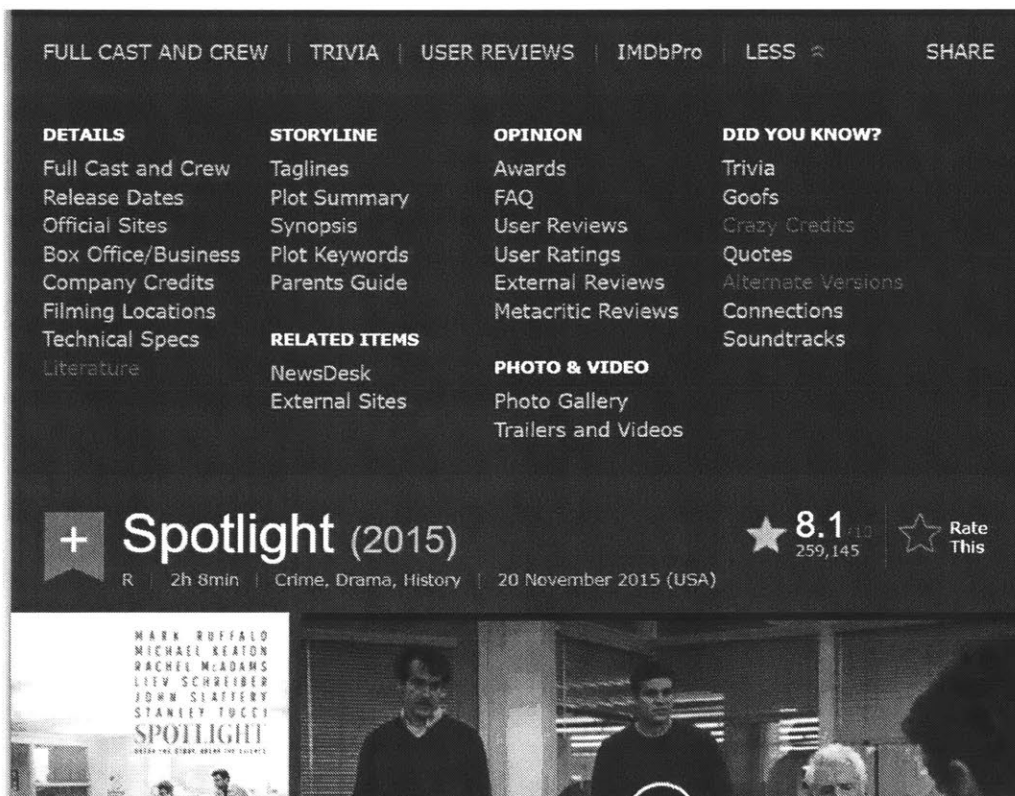 FULL CAST AND CREW | TRIVIA | USER REVIEWS | IMDbPro | LESS SHARE
DETAILS
Full Cast and Crew
Release Dates
Official Sites
Box Office/Business
Company Credits
Filming Locations
Technical Specs
Literature
STORYLINE
Taglines
Plot Summary
Synopsis
Plot Keywords
Parents Guide
RELATED ITEMS
NewsDesk
External Sites
OPINION
Awards
FAQ
User Reviews
User Ratings
External Reviews
Metacritic Reviews
PHOTO & VIDEO
Photo Gallery
Trailers and Videos
DID YOU KNOW?
Trivia
Goofs
Crazy Credits
Quotes
Alternate Versions
Connections
Soundtracks
+ Spotlight (2015)
R | 2h 8min | Crime, Drama, History | 20 November 2015 (USA)
8.1/10
259,145
Rate
This
MARK RUFFALO
MICHAEL KEATON
RACHEL McADAMS
LIEV SCHREIBER
JOHN SLATTERY
STANLEY TUCCI
SPOTLIGHT